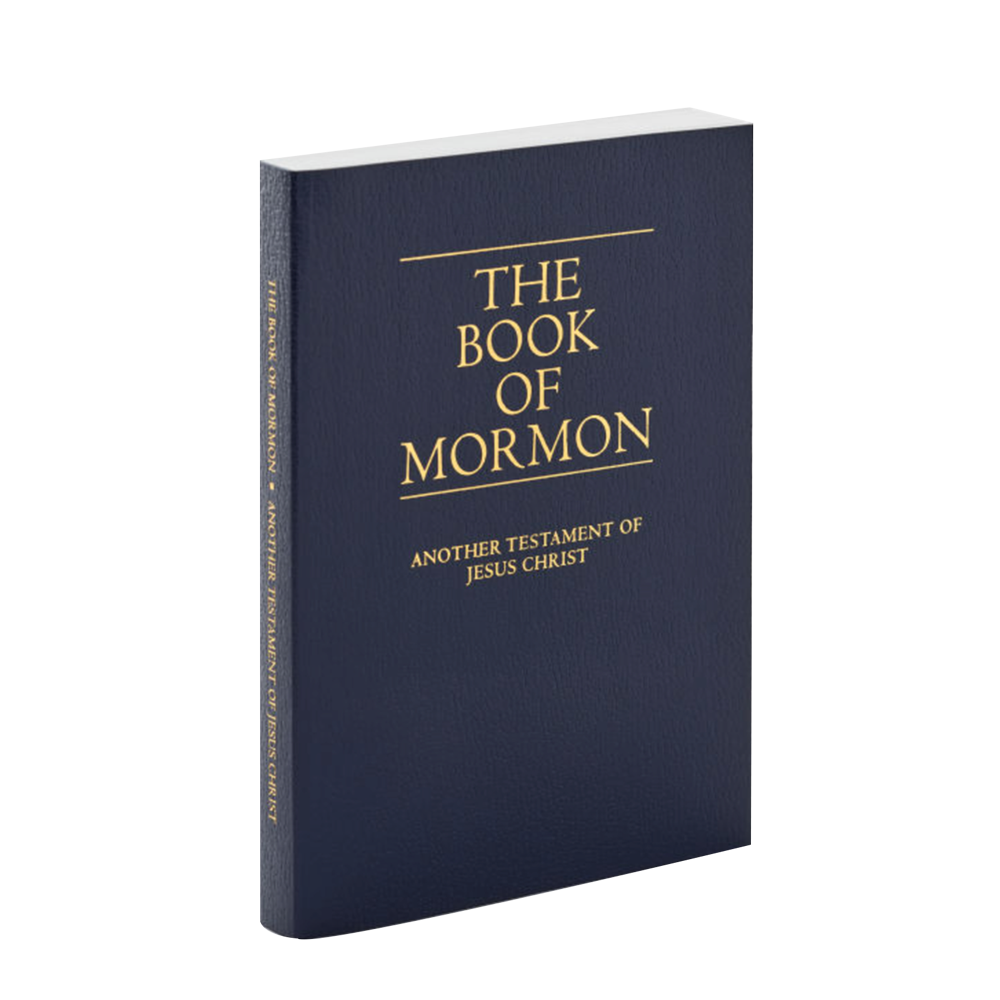 THE
BOOK
OF
MORMON
ANOTHER TESTAMENT OF
JESUS CHRIST
THE BOOK OF MORMON ▪ ANOTHER TESTAMENT OF JESUS CHRIST